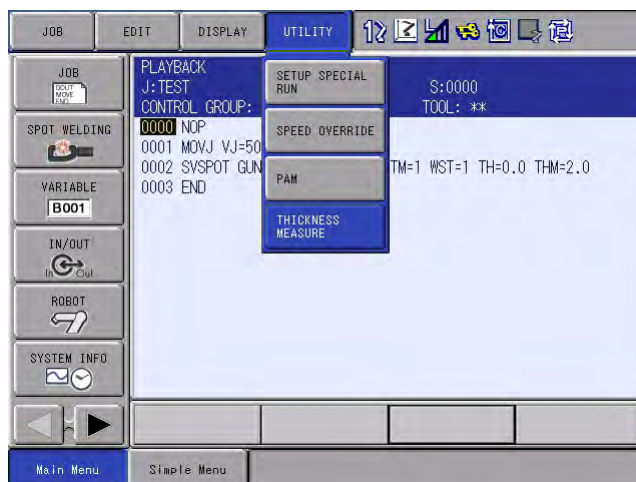 JOB EDIT DISPLAY UTILITY
JOB
DOUT
MOVE
END
SPOT WELDING
VARIABLE
B001
IN/OUT
In Out
ROBOT
SYSTEM INFO
SETUP SPECIAL
RUN
SPEED OVERRIDE
PAM
THICKNESS
MEASURE
PLAYBACK
J:TEST S:0000
CONTROL GROUP: TOOL: **
0000 NOP
0001 MOVJ VJ=50
0002 SVSPOT GUN TM=1 WST=1 TH=0.0 THM=2.0
0003 END
Main Menu Simple Menu